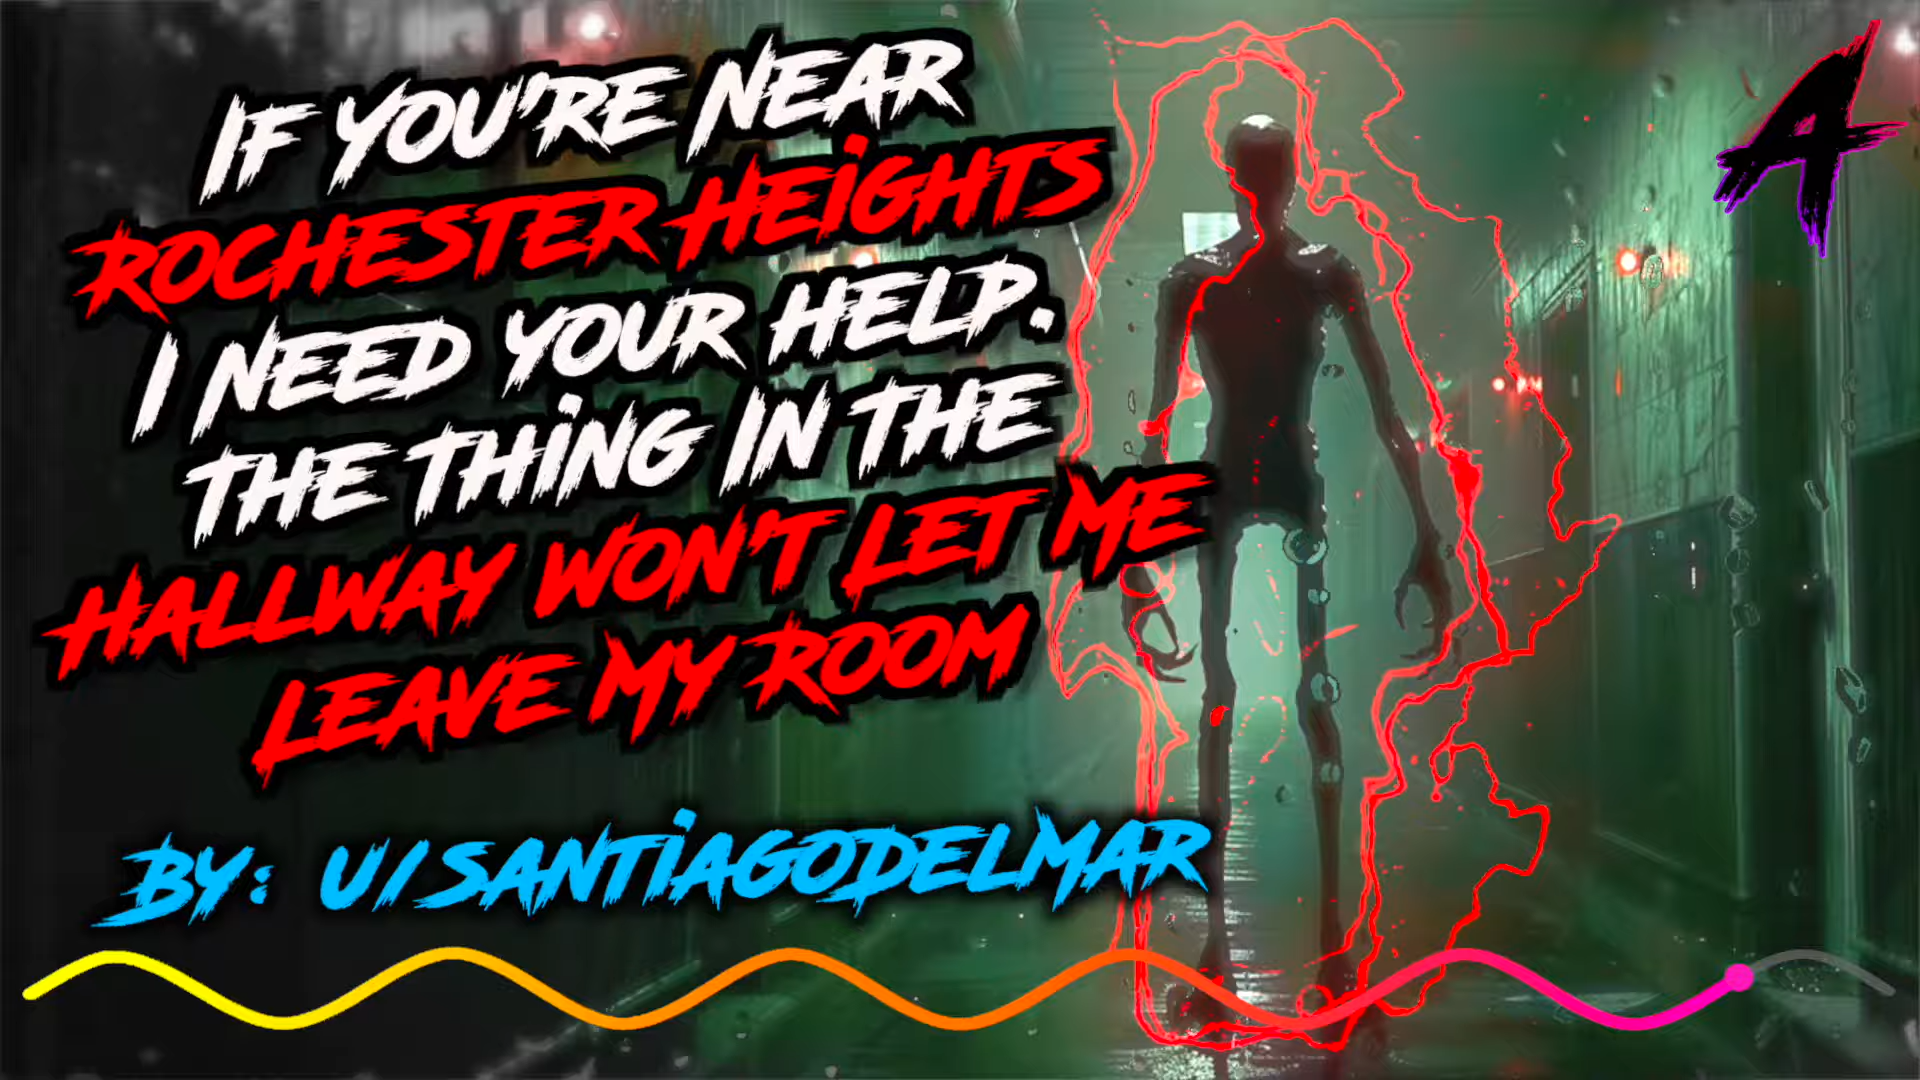 IF YOU'RE NEAR
ROCHESTER HEIGHTS
I NEED YOUR HELP.
THE THING IN THE
HALLWAY WON'T LET ME
LEAVE MY ROOM
BY: U/SANTIAGODELMAR
A